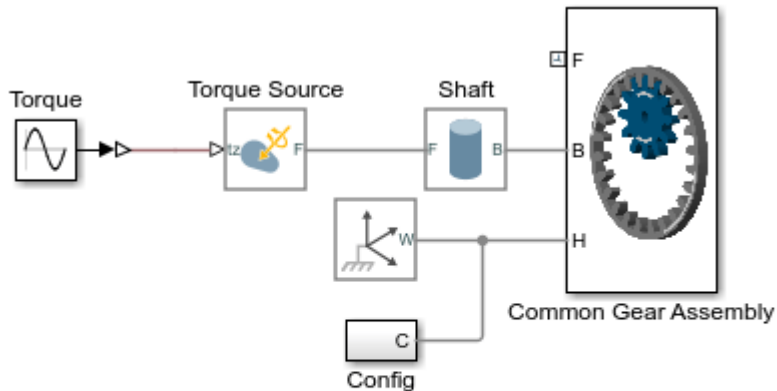 F
Torque
Torque Source
Shaft
tz
F
F
B
B
W
H
C
Common Gear Assembly
Config